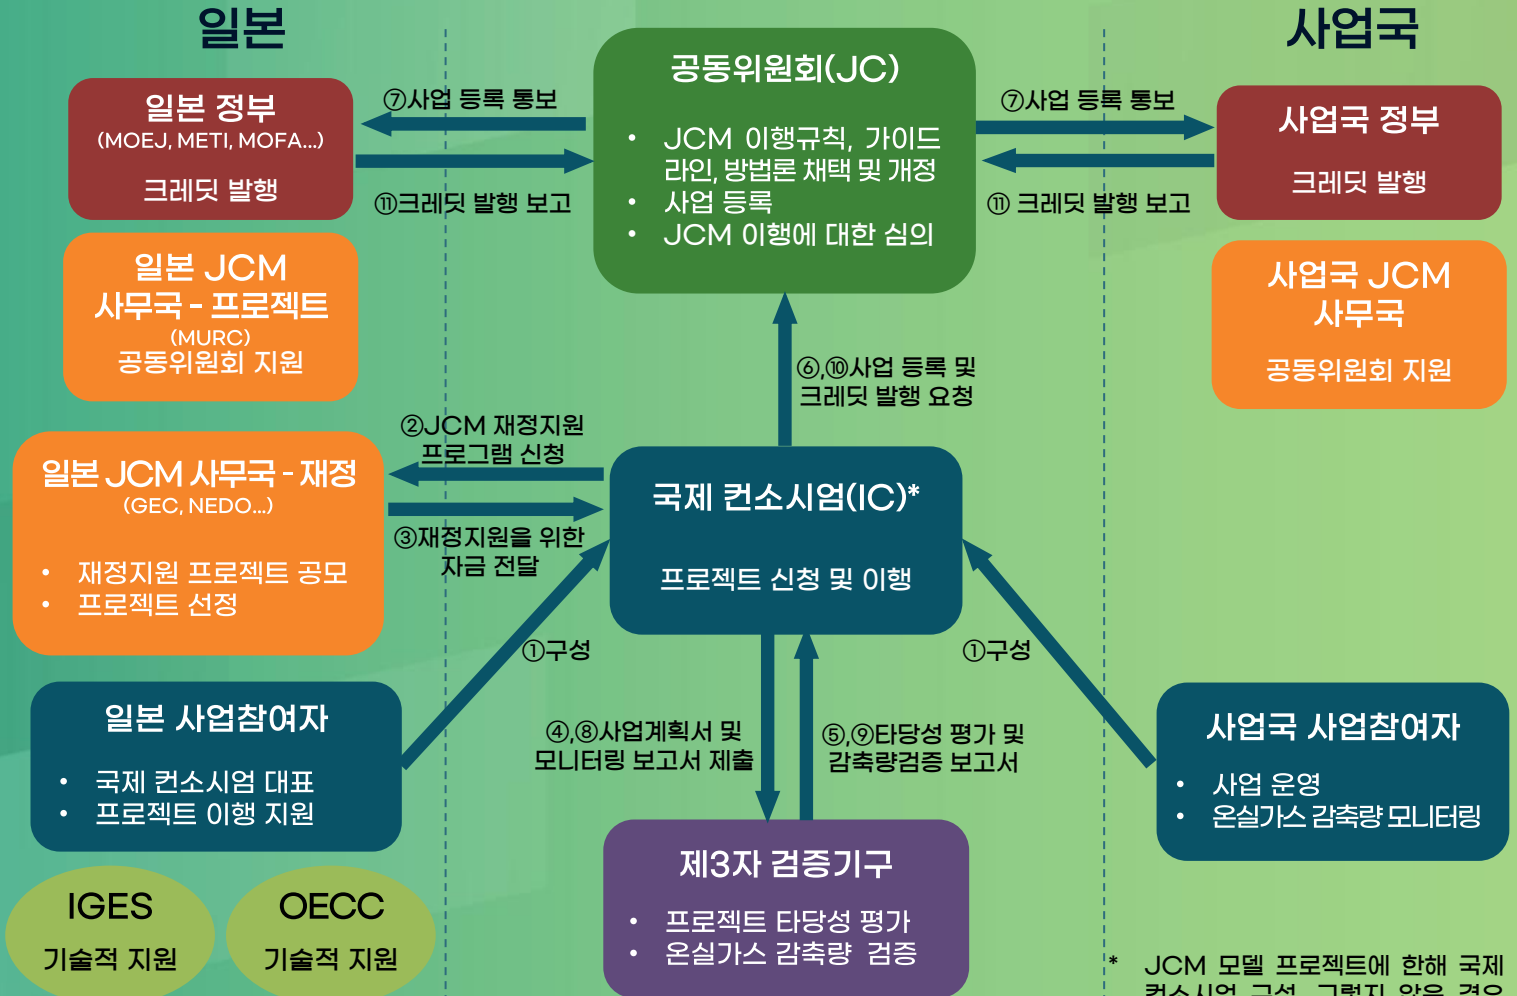 일본
사업국
일본 정부
(MOEJ, METI, MOFA...)
크레딧 발행
⑦사업 등록 통보
⑪크레딧 발행 보고
공동위원회(JC)
• JCM 이행규칙, 가이드
라인, 방법론 채택 및 개정
• 사업 등록
• JCM 이행에 대한 심의
⑦사업 등록 통보
⑪ 크레딧 발행 보고
사업국 정부
크레딧 발행
일본 JCM
사무국 - 프로젝트
(MURC)
공동위원회 지원
사업국 JCM
사무국
공동위원회 지원
⑥,⑩사업 등록 및
크레딧 발행 요청
②JCM 재정지원
프로그램 신청
일본 JCM 사무국 - 재정
(GEC, NEDO...)
• 재정지원 프로젝트 공모
• 프로젝트 선정
③재정지원을 위한
자금 전달
국제 컨소시엄(IC)*
프로젝트 신청 및 이행
①구성
①구성
일본 사업참여자
• 국제 컨소시엄 대표
• 프로젝트 이행 지원
④,⑧사업계획서 및
모니터링 보고서 제출
⑤,⑨타당성 평가 및
감축량검증 보고서
사업국 사업참여자
• 사업 운영
• 온실가스 감축량 모니터링
제3자 검증기구
• 프로젝트 타당성 평가
• 온실가스 감축량 검증
IGES
기술적 지원
OECC
기술적 지원
* JCM 모델 프로젝트에 한해 국제
컨소시엄 구성, 그렇지 않은 경우